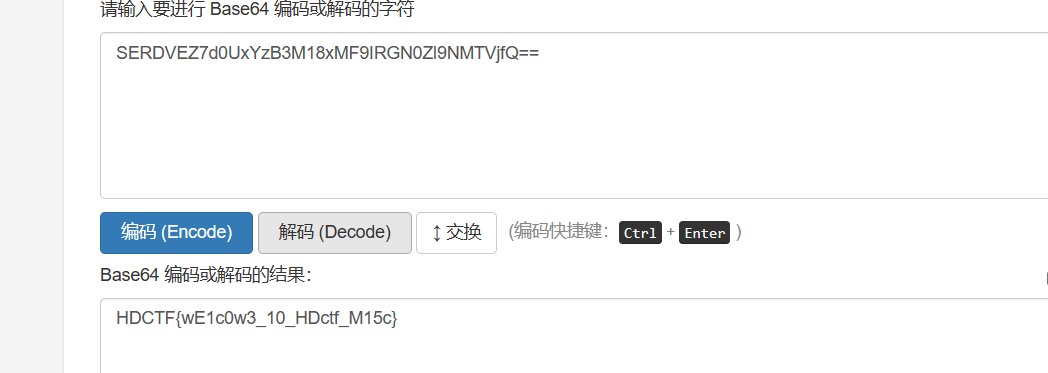 请输入要进行 Base64 编码或解码的字符
SERDVEZ7d0UxYzB3M18xMF9IRGN0Zl9NMTVjfQ==
编码 (Encode) 解码 (Decode) ↕ 交换 (编码快捷键: Ctrl + Enter )
Base64 编码或解码的结果:
HDCTF{wE1c0w3_10_HDctf_M15c}